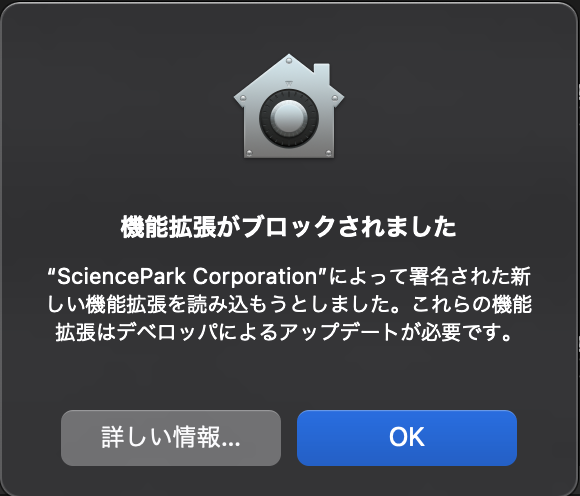 機能拡張がブロックされました
“SciencePark Corporation”によって署名された新
しい機能拡張を読み込もうとしました。これらの機能
拡張はデベロッパによるアップデートが必要です。
詳しい情報...
OK